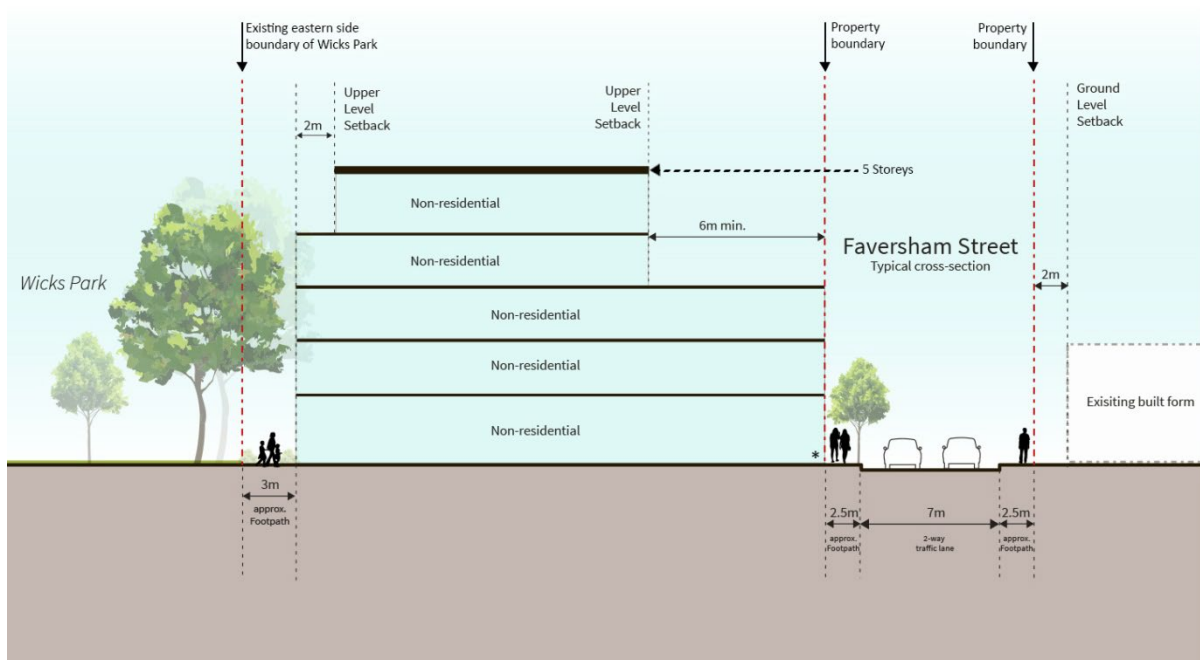 Existing eastern side
boundary of Wicks Park
Property
boundary
Property
boundary
Upper
Level
Setback
Upper
Level
Setback
Ground
Level
Setback
2m
5 Storeys
Non-residential
6m min.
Faversham Street
Typical cross-section
Non-residential
2m
Wicks Park
Non-residential
Non-residential
Exisiting built form
Non-residential
*
3m
approx.
Footpath
2.5m
approx.
Footpath
7m
2-way
traffic lane
2.5m
approx.
Footpath